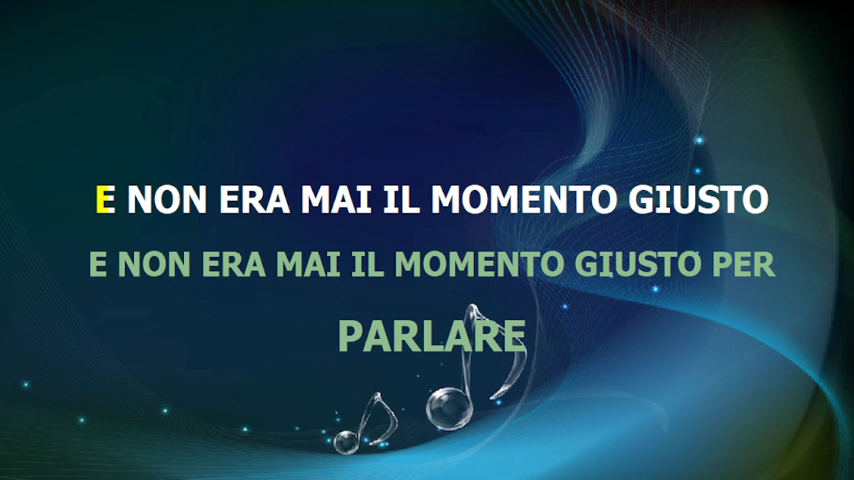 E NON ERA MAI IL MOMENTO GIUSTO
E NON ERA MAI IL MOMENTO GIUSTO PER
PARLARE